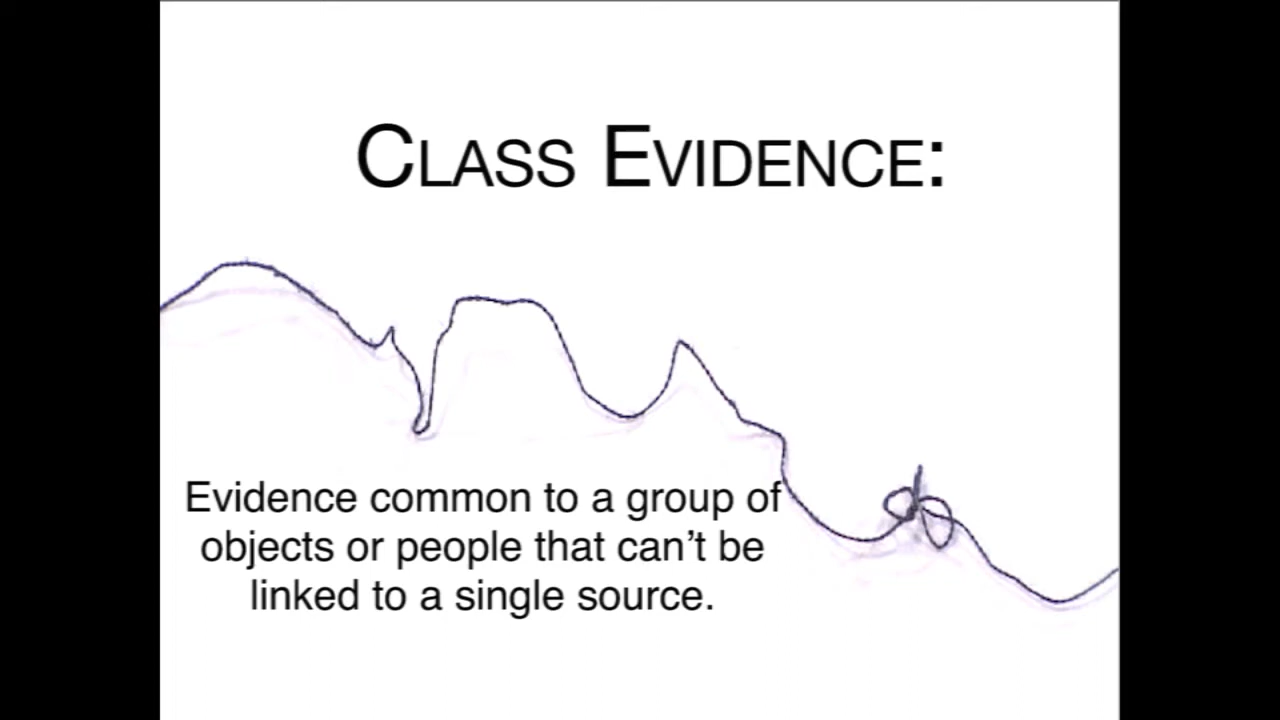 Class Evidence:
Evidence common to a group of
objects or people that can't be
linked to a single source.